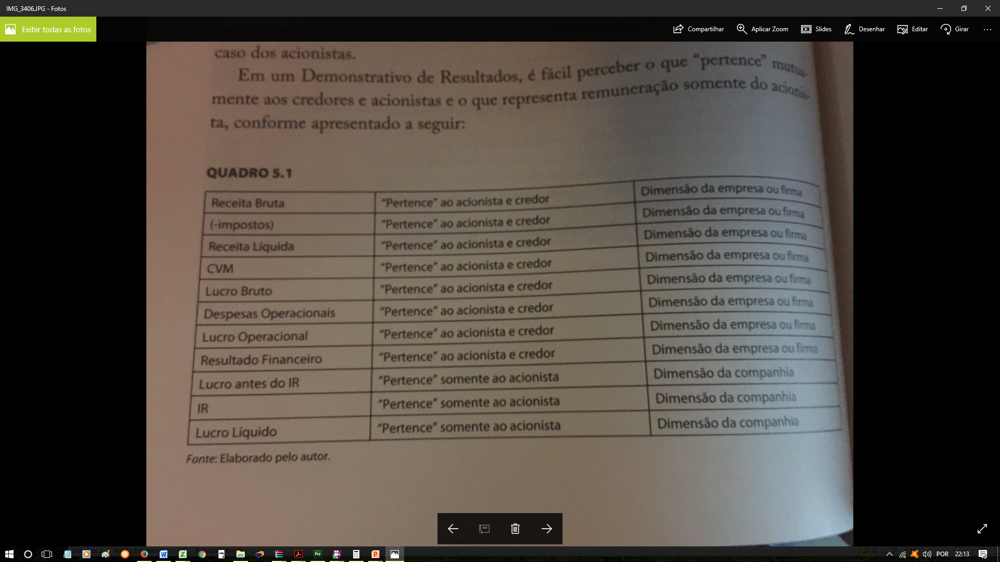 IMG_3406.JPG - Fotos
Exibir todas as fotos
Compartilhar
Aplicar Zoom
Slides
Desenhar
Editar
Girar
caso dos acionistas.
Em um Demonstrativo de Resultados, é fácil perceber o que “pertence” mutua-
mente aos credores e acionistas e o que representa remuneração somente do acionis-
ta, conforme apresentado a seguir:
QUADRO 5.1
Receita Bruta “Pertence” ao acionista e credor Dimensão da empresa ou firma
(-impostos) “Pertence” ao acionista e credor Dimensão da empresa ou firma
Receita Líquida “Pertence” ao acionista e credor Dimensão da empresa ou firma
CVM “Pertence” ao acionista e credor Dimensão da empresa ou firma
Lucro Bruto “Pertence” ao acionista e credor Dimensão da empresa ou firma
Despesas Operacionais “Pertence” ao acionista e credor Dimensão da empresa ou firma
Lucro Operacional “Pertence” ao acionista e credor Dimensão da empresa ou firma
Resultado Financeiro “Pertence” ao acionista e credor Dimensão da empresa ou firma
Lucro antes do IR “Pertence” somente ao acionista Dimensão da companhia
IR “Pertence” somente ao acionista Dimensão da companhia
Lucro Líquido “Pertence” somente ao acionista Dimensão da companhia
Fonte: Elaborado pelo autor.
Pro
POR 22:13